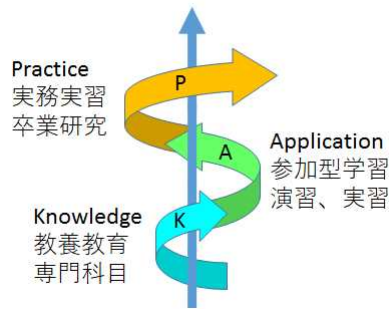 Practice
実務実習
卒業研究
P
Application
参加型学習
演習、実習
A
Knowledge
教養教育
専門科目
K